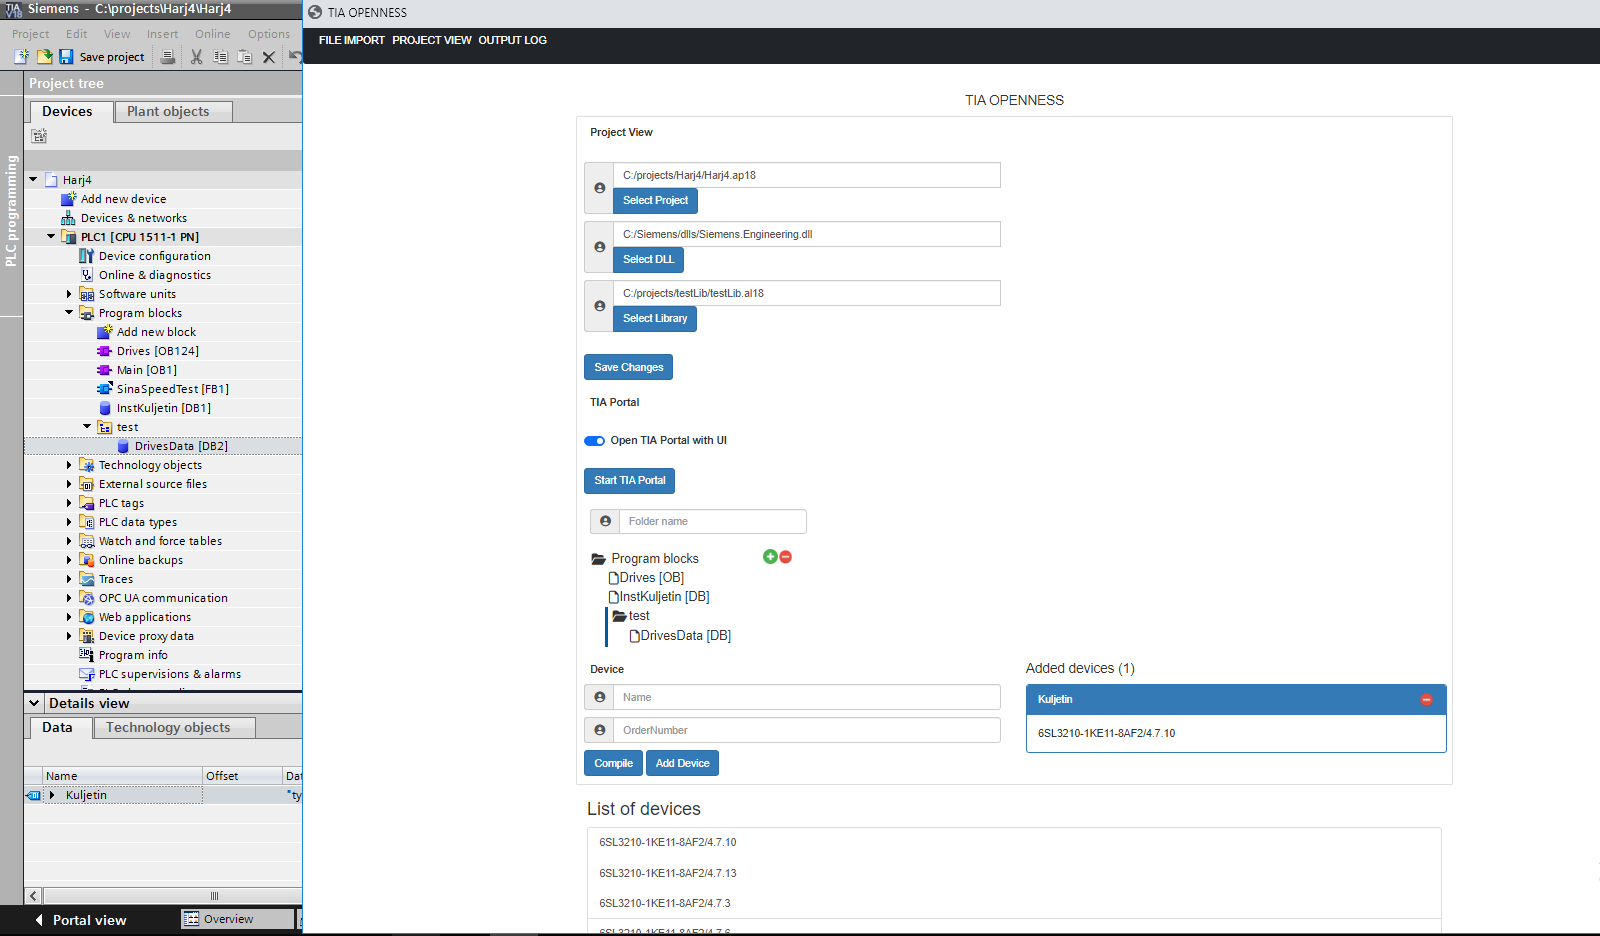 TIA
V18
Siemens - C:\projects\Harj4\Harj4
Project Edit View Insert Online Options
Save project
Project tree
Devices
Plant objects
PLC programming
Harj4
Add new device
Devices & networks
PLC1 [CPU 1511-1 PN]
Device configuration
Online & diagnostics
Software units
Program blocks
Add new block
Drives [OB124]
Main [OB1]
SinaSpeedTest [FB1]
InstKuljetin [DB1]
test
DrivesData [DB2]
Technology objects
External source files
PLC tags
PLC data types
Watch and force tables
Online backups
Traces
OPC UA communication
Web applications
Device proxy data
Program info
PLC supervisions & alarms
Details view
Data
Technology objects
Name Offset Dat
Kuljetin "ty
Portal view
Overview
TIA OPENNESS
FILE IMPORT PROJECT VIEW OUTPUT LOG
TIA OPENNESS
Project View
C:/projects/Harj4/Harj4.ap18
Select Project
C:/Siemens/dlls/Siemens.Engineering.dll
Select DLL
C:/projects/testLib/testLib.al18
Select Library
Save Changes
TIA Portal
Open TIA Portal with UI
Start TIA Portal
Folder name
Program blocks
Drives [OB]
InstKuljetin [DB]
test
DrivesData [DB]
Device
Name
OrderNumber
Compile
Add Device
Added devices (1)
Kuljetin
6SL3210-1KE11-8AF2/4.7.10
List of devices
6SL3210-1KE11-8AF2/4.7.10
6SL3210-1KE11-8AF2/4.7.13
6SL3210-1KE11-8AF2/4.7.3
6SL3210-1KE11-8AF2/4.7.6